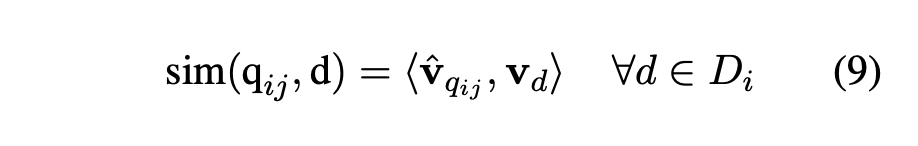 sim(q_{ij}, d) = ⟨v̂_{q_{ij}}, v_d⟩ ∀d ∈ D_i (9)